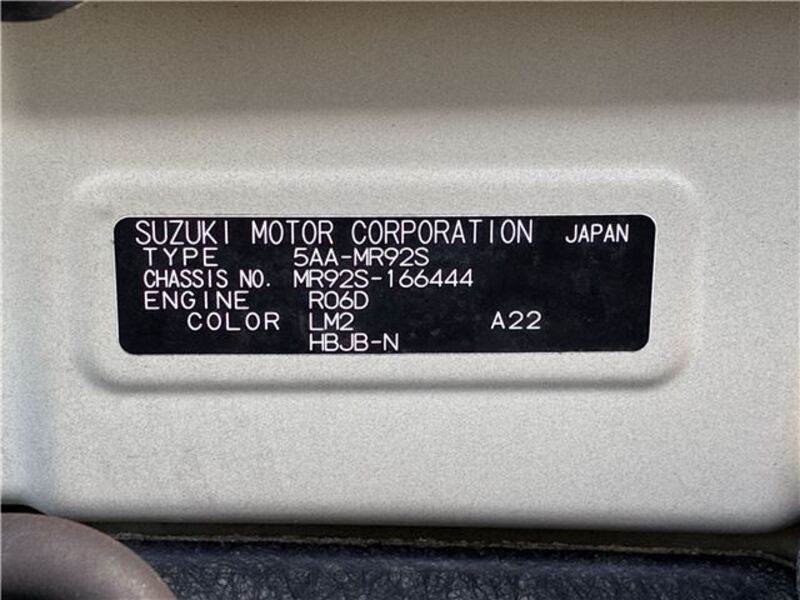 SUZUKI MOTOR CORPORATION JAPAN
TYPE 5AA-MR92S
CHASSIS NO. MR92S-166444
ENGINE R06D
COLOR LM2 A22
HBJB-N